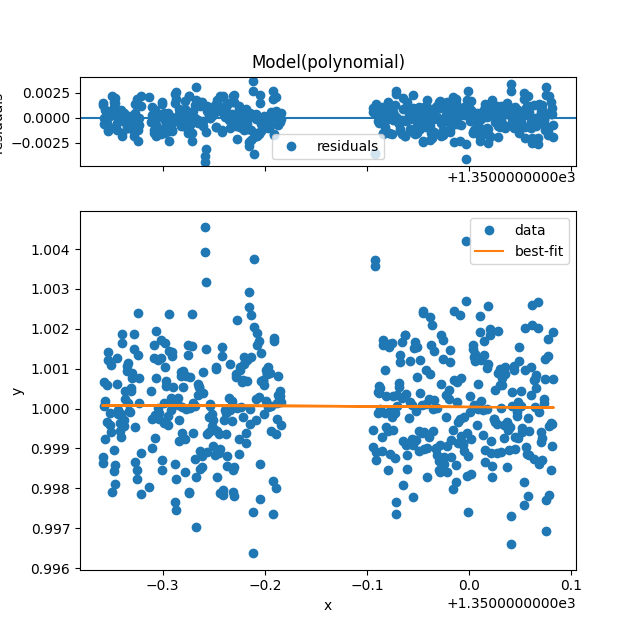 Model(polynomial)
0.0025
0.0000
−0.0025
residuals
+1.3500000000e3
1.004
1.003
1.002
1.001
1.000
0.999
0.998
0.997
0.996
y
data
best-fit
−0.3
−0.2
−0.1
0.0
0.1
x
+1.3500000000e3